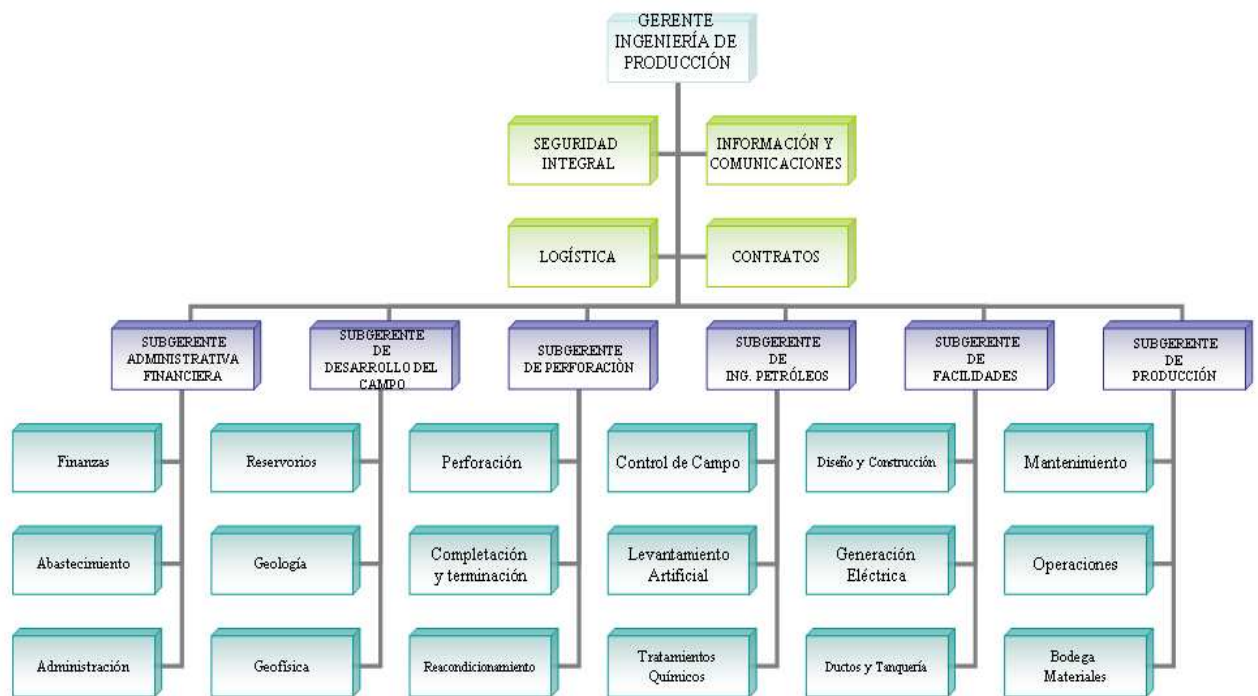 GERENTE
INGENIERÍA DE
PRODUCCIÓN
SEGURIDAD
INTEGRAL
INFORMACIÓN Y
COMUNICACIONES
LOGÍSTICA
CONTRATOS
SUBGERENTE
ADMINISTRATIVA
FINANCIERA
SUBGERENTE
DE
DESARROLLO DEL
CAMPO
SUBGERENTE
DE PERFORACIÒN
SUBGERENTE
DE
ING. PETRÓLEOS
SUBGERENTE
DE
FACILIDADES
SUBGERENTE
DE
PRODUCCIÓN
Finanzas
Reservorios
Perforación
Control de Campo
Diseño y Construcción
Mantenimiento
Abastecimiento
Geología
Completación
y terminación
Levantamiento
Artificial
Generación
Eléctrica
Operaciones
Administración
Geofísica
Reacondicionamiento
Tratamientos
Químicos
Ductos y Tanquería
Bodega
Materiales